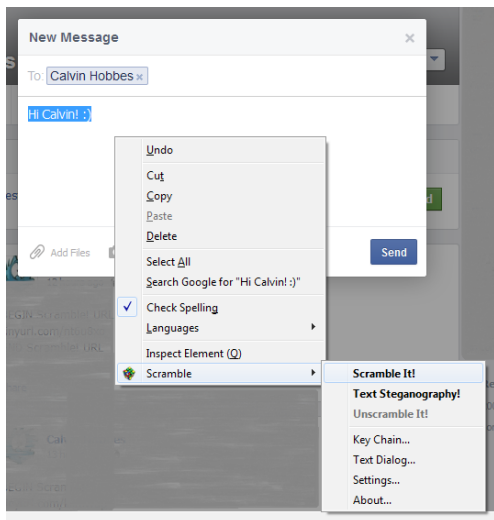 New Message ×
To: Calvin Hobbes ×
Hi Calvin! :)
Undo
Cut
Copy
Paste
Delete
Select All
Search Google for "Hi Calvin! :)"
Check Spelling
Languages
Inspect Element (Q)
Scramble
Add Files
Send
Scramble It!
Text Steganography!
Unscramble It!
Key Chain...
Text Dialog...
Settings...
About...